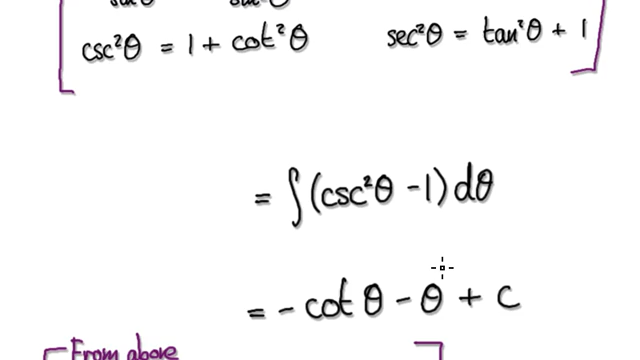 csc²θ = 1 + cot²θ sec²θ = tan²θ + 1
= ∫(csc²θ - 1) dθ
= - cot θ - θ + c
From above